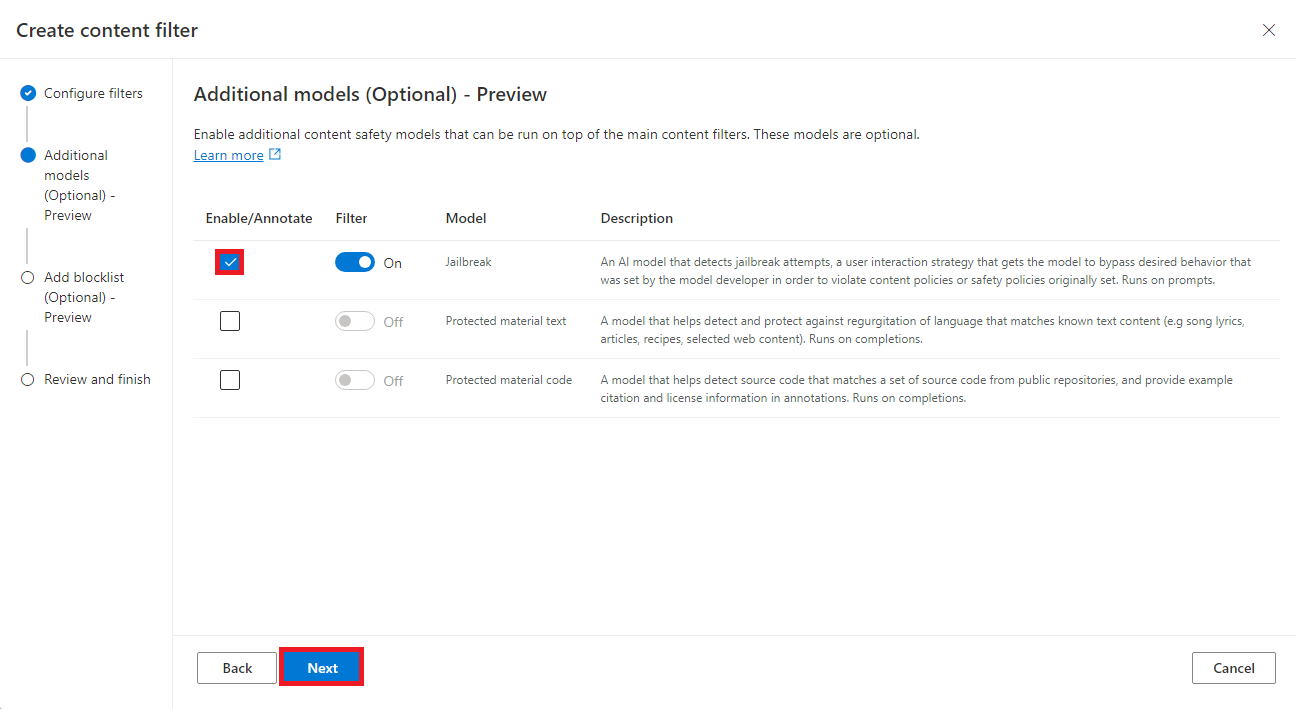 Create content filter
Configure filters
Additional
models
(Optional) -
Preview
Add blocklist
(Optional) -
Preview
Review and finish
Additional models (Optional) - Preview
Enable additional content safety models that can be run on top of the main content filters. These models are optional.
Learn more
Enable/Annotate Filter Model Description
On Jailbreak An AI model that detects jailbreak attempts, a user interaction strategy that gets the model to bypass desired behavior that
was set by the model developer in order to violate content policies or safety policies originally set. Runs on prompts.
Off Protected material text A model that helps detect and protect against regurgitation of language that matches known text content (e.g song lyrics,
articles, recipes, selected web content). Runs on completions.
Off Protected material code A model that helps detect source code that matches a set of source code from public repositories, and provide example
citation and license information in annotations. Runs on completions.
Back Next Cancel